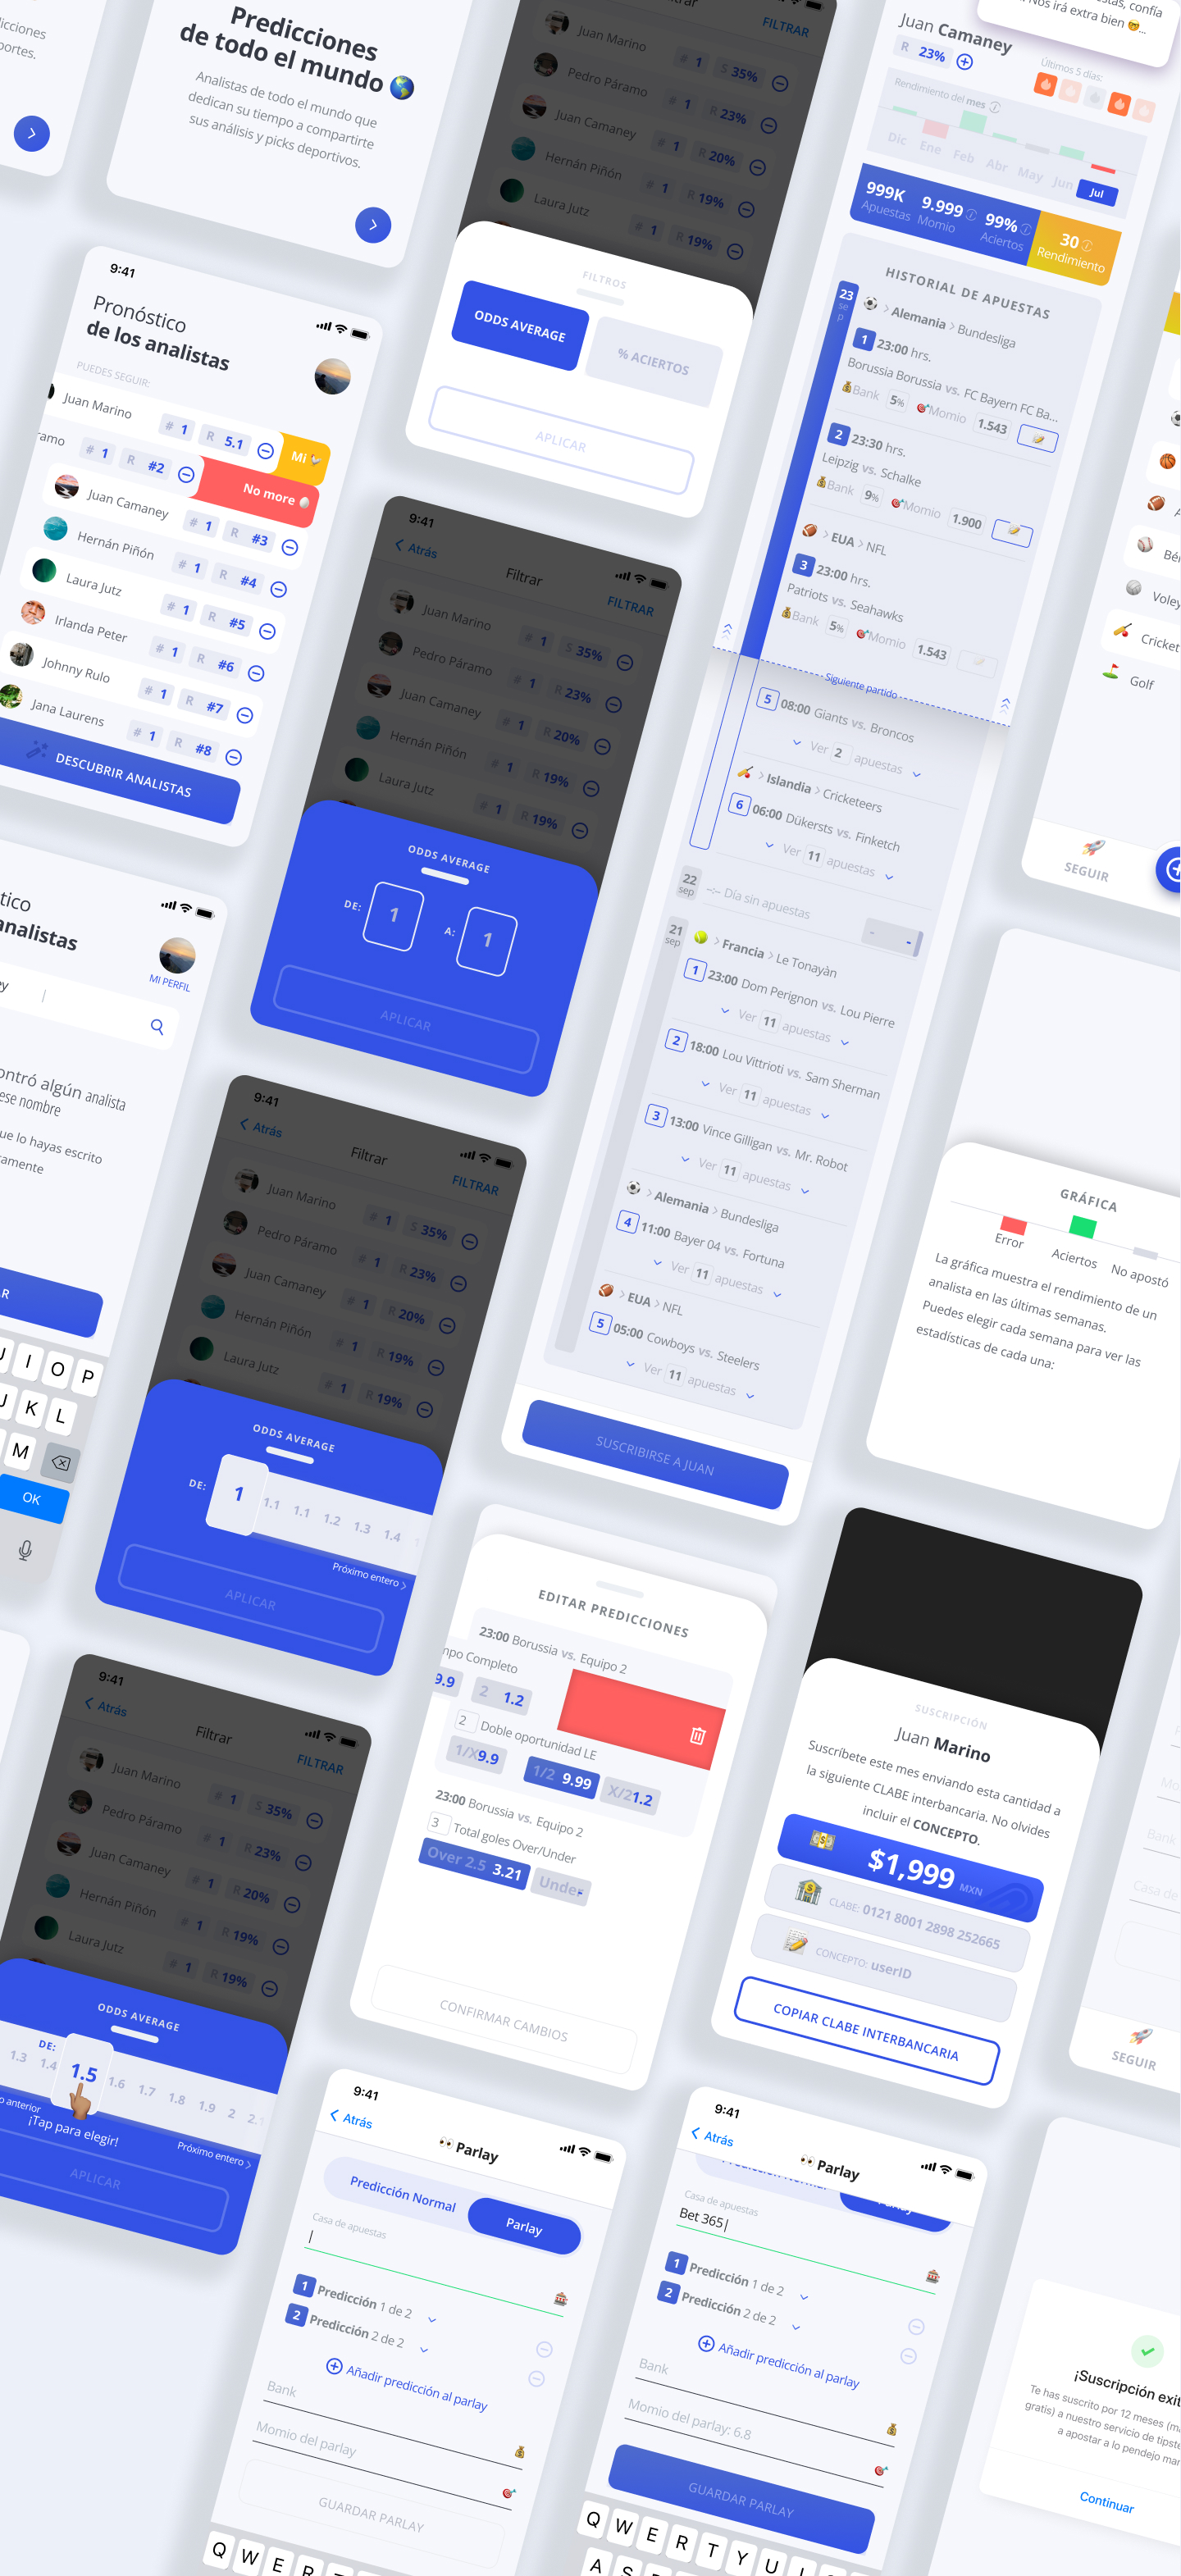 icciones
portes.
Predicciones
de todo el mundo 🌎
Analistas de todo el mundo que
dedican su tiempo a compartirte
sus análisis y picks deportivos.
FILTRAR
Juan Marino # 1 S 35%
Pedro Páramo # 1 R 23%
Juan Camaney # 1 R 20%
Hernán Piñón # 1 R 19%
Laura Jutz # 1 R 19%
FILTROS
ODDS AVERAGE
% ACIERTOS
APLICAR
confía
Nos irá extra bien 🤓...
Juan Camaney
R 23%
Últimos 5 días:
Rendimiento del mes
Dic Ene Feb Abr May Jun Jul
999K Apuestas
9.999 Momio
99% Aciertos
30 Rendimiento
HISTORIAL DE APUESTAS
23
sep
Alemania > Bundesliga
1 23:00 hrs.
Borussia Borussia vs. FC Bayern FC Ba...
Bank 5% Momio 1.543
2 23:30 hrs.
Leipzig vs. Schalke
Bank 9% Momio 1.900
EUA > NFL
3 23:00 hrs.
Patriots vs. Seahawks
Bank 5% Momio 1.543
Siguiente partido
5 08:00 Giants vs. Broncos
Ver 2 apuestas
Islandia > Cricketeers
6 06:00 Dükersts vs. Finketch
Ver 11 apuestas
22
sep
-:-- Día sin apuestas
- -
21
sep
Francia > Le Tonayàn
1 23:00 Dom Perignon vs. Lou Pierre
Ver 11 apuestas
2 18:00 Lou Vittrioti vs. Sam Sherman
Ver 11 apuestas
3 13:00 Vince Gilligan vs. Mr. Robot
Ver 11 apuestas
Alemania > Bundesliga
4 11:00 Bayer 04 vs. Fortuna
Ver 11 apuestas
EUA > NFL
5 05:00 Cowboys vs. Steelers
Ver 11 apuestas
SUSCRIBIRSE A JUAN
9:41
Pronóstico
de los analistas
PUEDES SEGUIR:
Juan Marino # 1 R 5.1
Mi
ramo # 1 R #2
No more
Juan Camaney # 1 R #3
Hernán Piñón # 1 R #4
Laura Jutz # 1 R #5
Irlanda Peter # 1 R #6
Johnny Rulo # 1 R #7
Jana Laurens # 1 R #8
DESCUBRIR ANALISTAS
9:41
Atrás
Filtrar
FILTRAR
Juan Marino # 1 S 35%
Pedro Páramo # 1 R 23%
Juan Camaney # 1 R 20%
Hernán Piñón # 1 R 19%
Laura Jutz # 1 R 19%
ODDS AVERAGE
DE: 1 A: 1
APLICAR
Bé
Voley
Cricket
Golf
SEGUIR
tico
analistas
MI PERFIL
ey
ontró algún analista
ese nombre
ue lo hayas escrito
tamente
AR
U I O P
J K L
M
OK
9:41
Atrás
Filtrar
FILTRAR
Juan Marino # 1 S 35%
Pedro Páramo # 1 R 23%
Juan Camaney # 1 R 20%
Hernán Piñón # 1 R 19%
Laura Jutz # 1 R 19%
ODDS AVERAGE
DE: 1 1.1 1.1 1.2 1.3 1.4
Próximo entero >
APLICAR
GRÁFICA
Error Aciertos No apostó
La gráfica muestra el rendimiento de un
analista en las últimas semanas.
Puedes elegir cada semana para ver las
estadísticas de cada una:
EDITAR PREDICCIONES
23:00 Borussia vs. Equipo 2
mpo Completo
9.9 2 1.2
2 Doble oportunidad LE
1/X 9.9 1/2 9.99 X/2 1.2
23:00 Borussia vs. Equipo 2
3 Total goles Over/Under
Over 2.5 3.21 Under -
CONFIRMAR CAMBIOS
SUSCRIPCIÓN
Juan Marino
Suscríbete este mes enviando esta cantidad a
la siguiente CLABE interbancaria. No olvides
incluir el CONCEPTO.
$1,999 MXN
CLABE: 0121 8001 2898 252665
CONCEPTO: userID
COPIAR CLABE INTERBANCARIA
Mo
Bank
Casa de
SEGUIR
9:41
Atrás
Filtrar
FILTRAR
Juan Marino # 1 S 35%
Pedro Páramo # 1 R 23%
Juan Camaney # 1 R 20%
Hernán Piñón # 1 R 19%
Laura Jutz # 1 R 19%
ODDS AVERAGE
DE:
1.3 1.4 1.5 1.6 1.7 1.8 1.9 2 2.1
o anterior
¡Tap para elegir!
Próximo entero >
APLICAR
9:41
Atrás
👀 Parlay
Predicción Normal Parlay
Casa de apuestas
1 Predicción 1 de 2
2 Predicción 2 de 2
Añadir predicción al parlay
Bank
Momio del parlay
GUARDAR PARLAY
Q W E R
9:41
Atrás
👀 Parlay
Predicción Normal Parlay
Casa de apuestas
Bet 365
1 Predicción 1 de 2
2 Predicción 2 de 2
Añadir predicción al parlay
Bank
Momio del parlay: 6.8
GUARDAR PARLAY
Q W E R T Y U I
A S
¡Suscripción exit
Te has suscrito por 12 meses (m
gratis) a nuestro servicio de tipste
a apostar a lo pendejo mar
Continuar